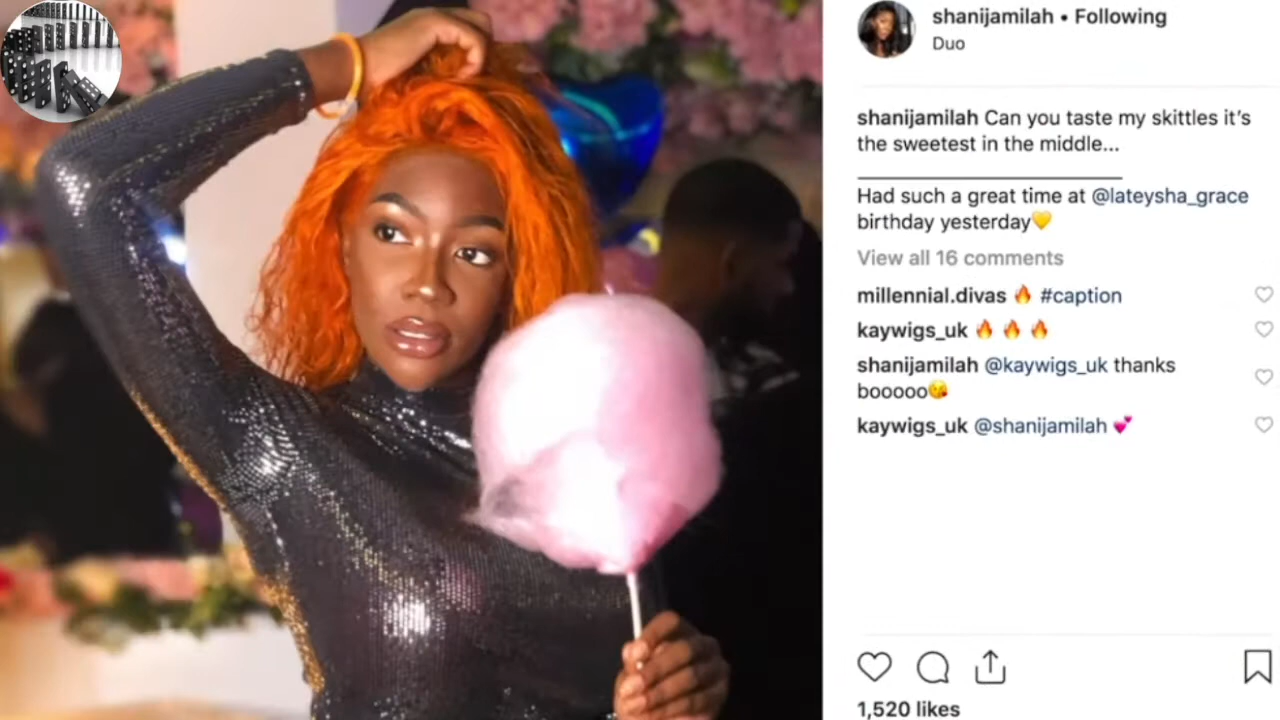 shanijamilah • Following
Duo
shanijamilah Can you taste my skittles it's
the sweetest in the middle...
Had such a great time at @lateysha_grace
birthday yesterday💛
View all 16 comments
millennial.divas 🔥 #caption
kaywigs_uk 🔥 🔥 🔥
shanijamilah @kaywigs_uk thanks
booooo😘
kaywigs_uk @shanijamilah 💕
1,520 likes